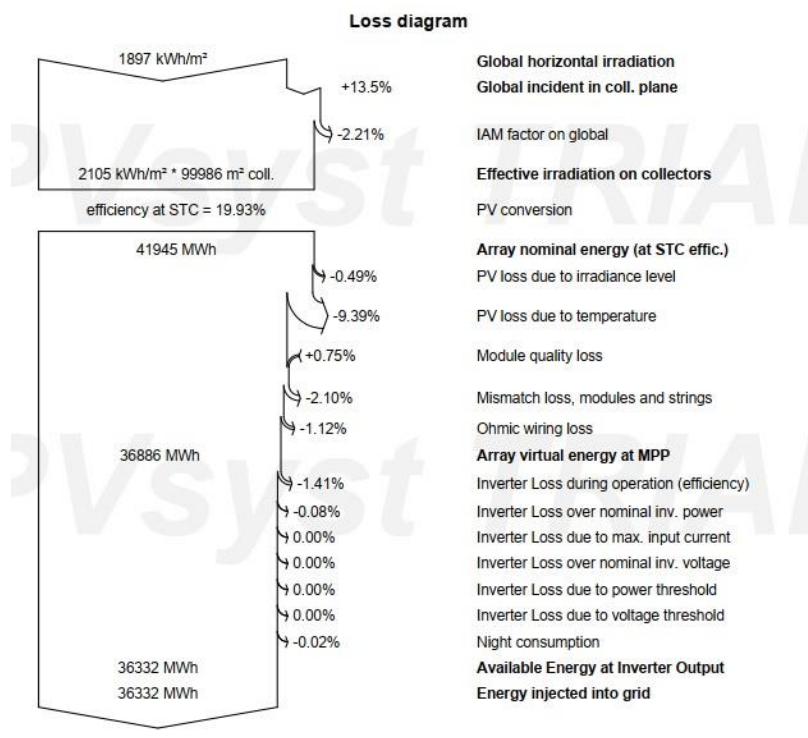 Loss diagram
1897 kWh/m² Global horizontal irradiation
+13.5% Global incident in coll. plane
-2.21% IAM factor on global
2105 kWh/m² * 99986 m² coll. Effective irradiation on collectors
efficiency at STC = 19.93% PV conversion
41945 MWh Array nominal energy (at STC effic.)
-0.49% PV loss due to irradiance level
-9.39% PV loss due to temperature
+0.75% Module quality loss
-2.10% Mismatch loss, modules and strings
-1.12% Ohmic wiring loss
36886 MWh Array virtual energy at MPP
-1.41% Inverter Loss during operation (efficiency)
-0.08% Inverter Loss over nominal inv. power
0.00% Inverter Loss due to max. input current
0.00% Inverter Loss over nominal inv. voltage
0.00% Inverter Loss due to power threshold
0.00% Inverter Loss due to voltage threshold
-0.02% Night consumption
36332 MWh Available Energy at Inverter Output
36332 MWh Energy injected into grid
PVsyst TRIAL
PVsyst TRIAL